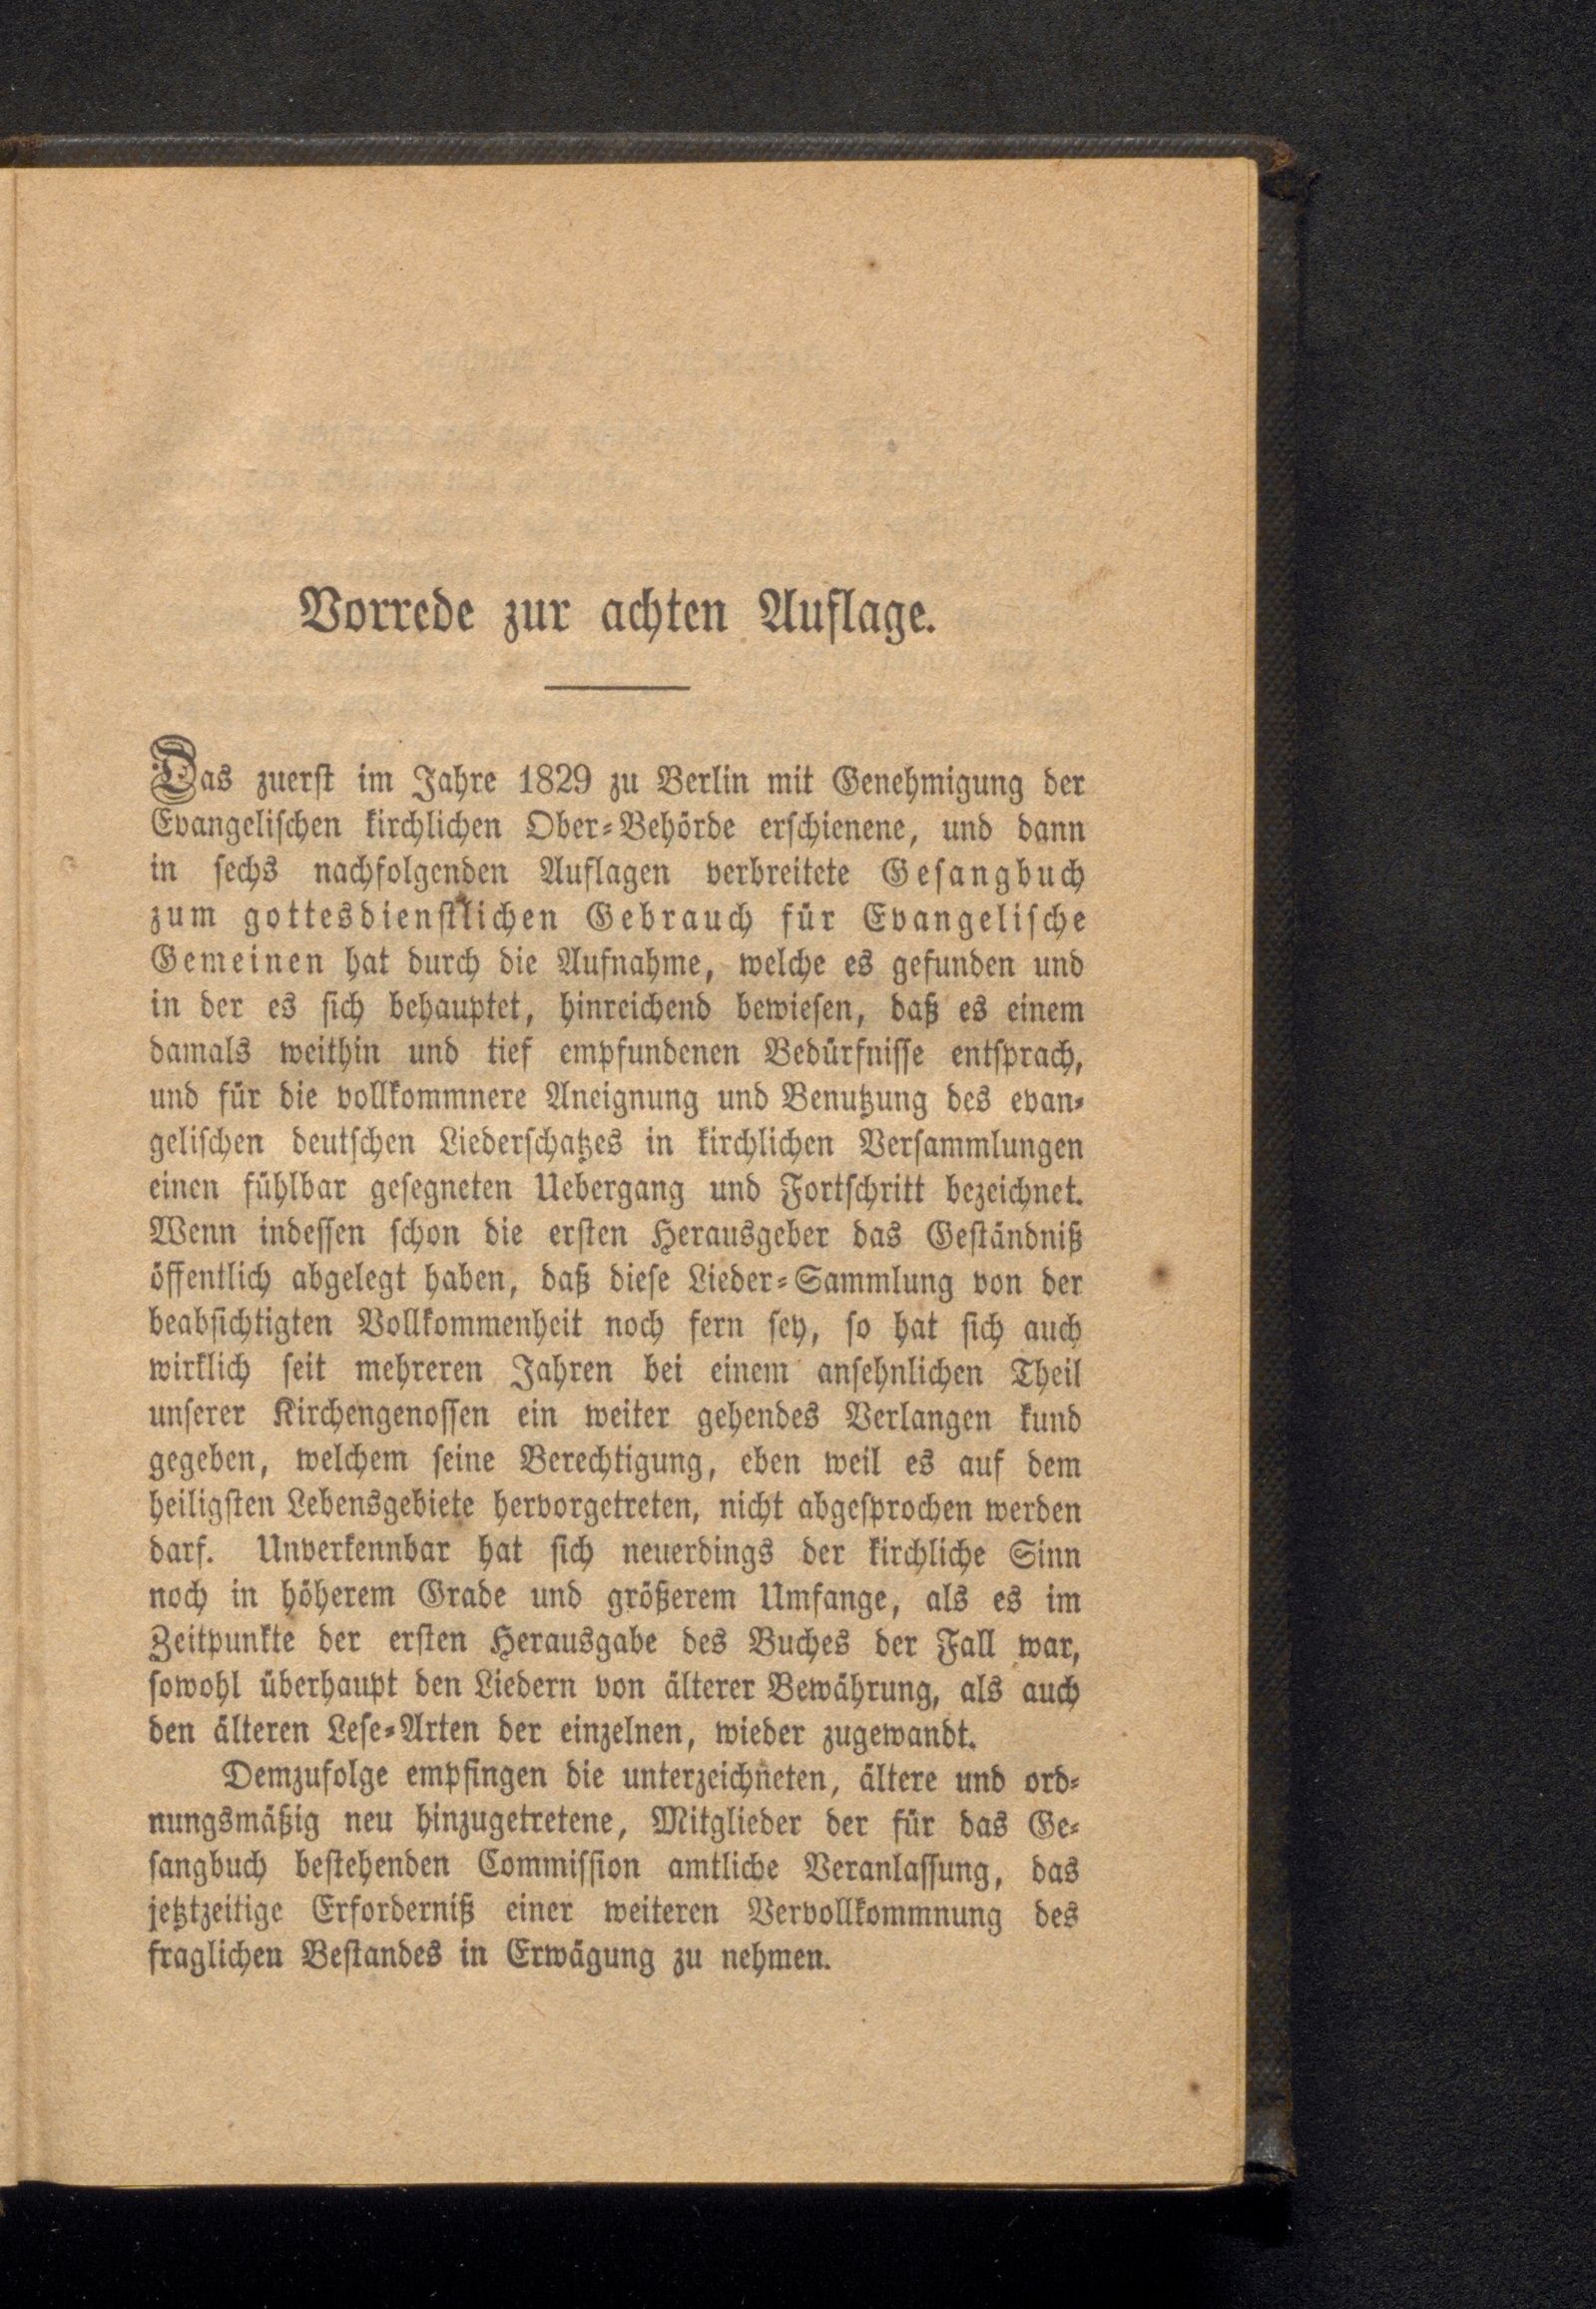 Vorrede zur achten Auflage.
Das zuerst im Jahre 1829 zu Berlin mit Genehmigung der
Evangelischen kirchlichen Ober-Behörde erschienene, und dann
in sechs nachfolgenden Auflagen verbreitete Gesangbuch
zum gottesdienstlichen Gebrauch für Evangelische
Gemeinen hat durch die Aufnahme, welche es gefunden und
in der es sich behauptet, hinreichend bewiesen, daß es einem
damals weithin und tief empfundenen Bedürfnisse entsprach,
und für die vollkommnere Aneignung und Benutzung des evan-
gelischen deutschen Liederschatzes in kirchlichen Versammlungen
einen fühlbar gesegneten Uebergang und Fortschritt bezeichnet.
Wenn indessen schon die ersten Herausgeber das Geständniß
öffentlich abgelegt haben, daß diese Lieder-Sammlung von der
beabsichtigten Vollkommenheit noch fern sey, so hat sich auch
wirklich seit mehreren Jahren bei einem ansehnlichen Theil
unserer Kirchengenossen ein weiter gehendes Verlangen kund
gegeben, welchem seine Berechtigung, eben weil es auf dem
heiligsten Lebensgebiete hervorgetreten, nicht abgesprochen werden
darf. Unverkennbar hat sich neuerdings der kirchliche Sinn
noch in höherem Grade und größerem Umfange, als es im
Zeitpunkte der ersten Herausgabe des Buches der Fall war,
sowohl überhaupt den Liedern von älterer Bewährung, als auch
den älteren Lese-Arten der einzelnen, wieder zugewandt.
Demzufolge empfingen die unterzeichneten, ältere und ord-
nungsmäßig neu hinzugetretene, Mitglieder der für das Ge-
sangbuch bestehenden Commission amtliche Veranlassung, das
jetztzeitige Erforderniß einer weiteren Vervollkommnung des
fraglichen Bestandes in Erwägung zu nehmen.